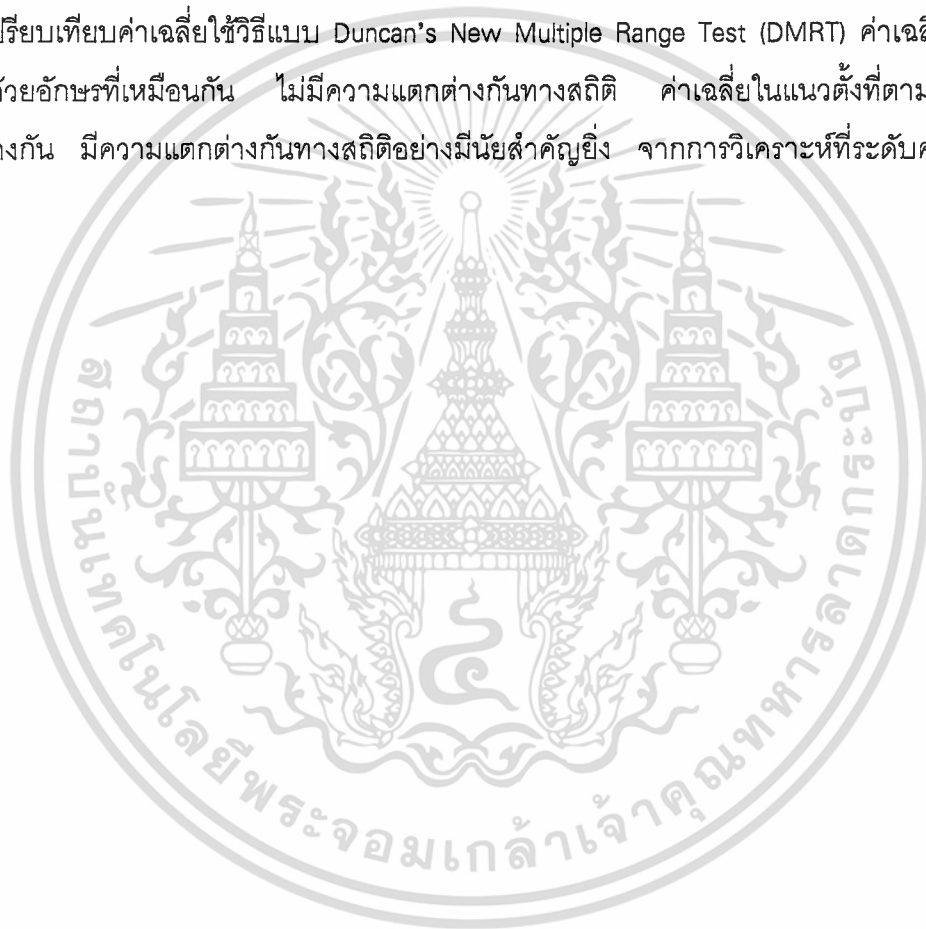 ปรียบเทียบค่าเฉลี่ยใช้วิธีแบบ Duncan's New Multiple Range Test (DMRT) ค่าเฉลี่
ด้วยอักษรที่เหมือนกัน ไม่มีความแตกต่างกันทางสถิติ ค่าเฉลี่ยในแนวตั้งที่ตาม
างกัน มีความแตกต่างกันทางสถิติอย่างมีนัยสำคัญยิ่ง จากการวิเคราะห์ที่ระดับค
สถาบันเทคโนโลยีพระจอมเกล้าเจ้าคุณทหารลาดกระบัง
๔